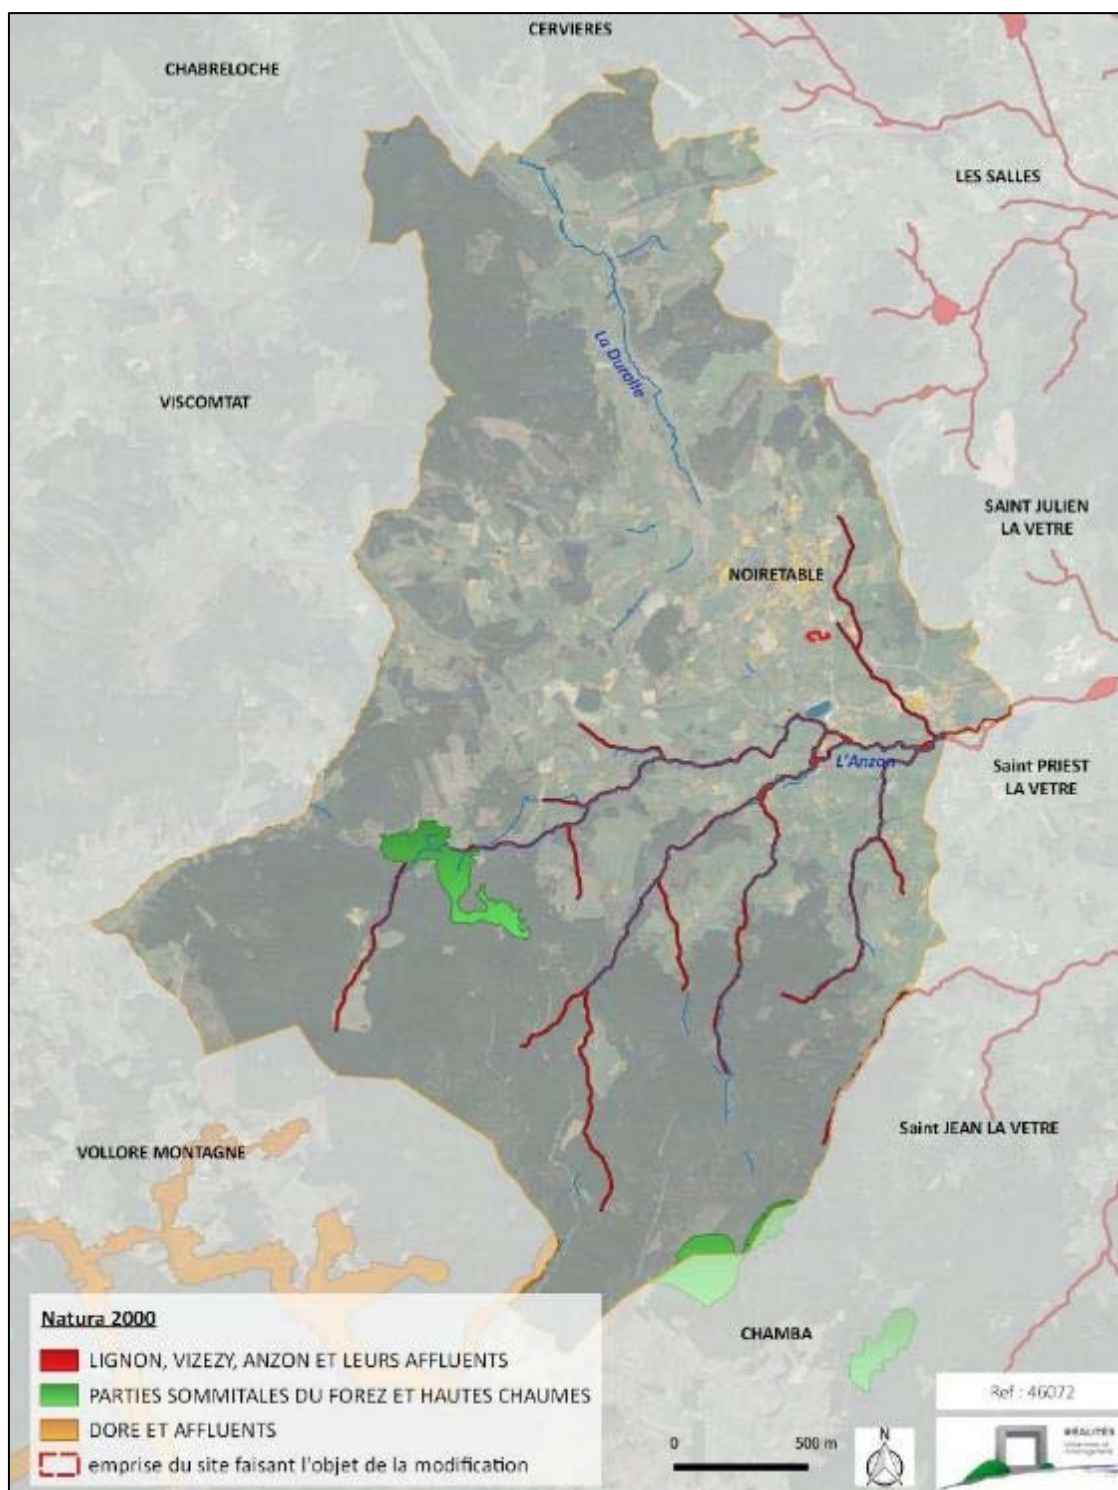 CERVIERES
CHABRELOCHE
LES SALLES
La Durolle
VISCOMTAT
SAINT JULIEN
LA VETRE
NOIRETABLE
L'Anzon
Saint PRIEST
LA VETRE
Saint JEAN LA VETRE
VOLLORE MONTAGNE
CHAMBA
Natura 2000
LIGNON, VIZEZY, ANZON ET LEURS AFFLUENTS
PARTIES SOMMITALES DU FOREZ ET HAUTES CHAUMES
DORE ET AFFLUENTS
emprise du site faisant l'objet de la modification
0 500 m
N
Ref : 46072
REALITÉS